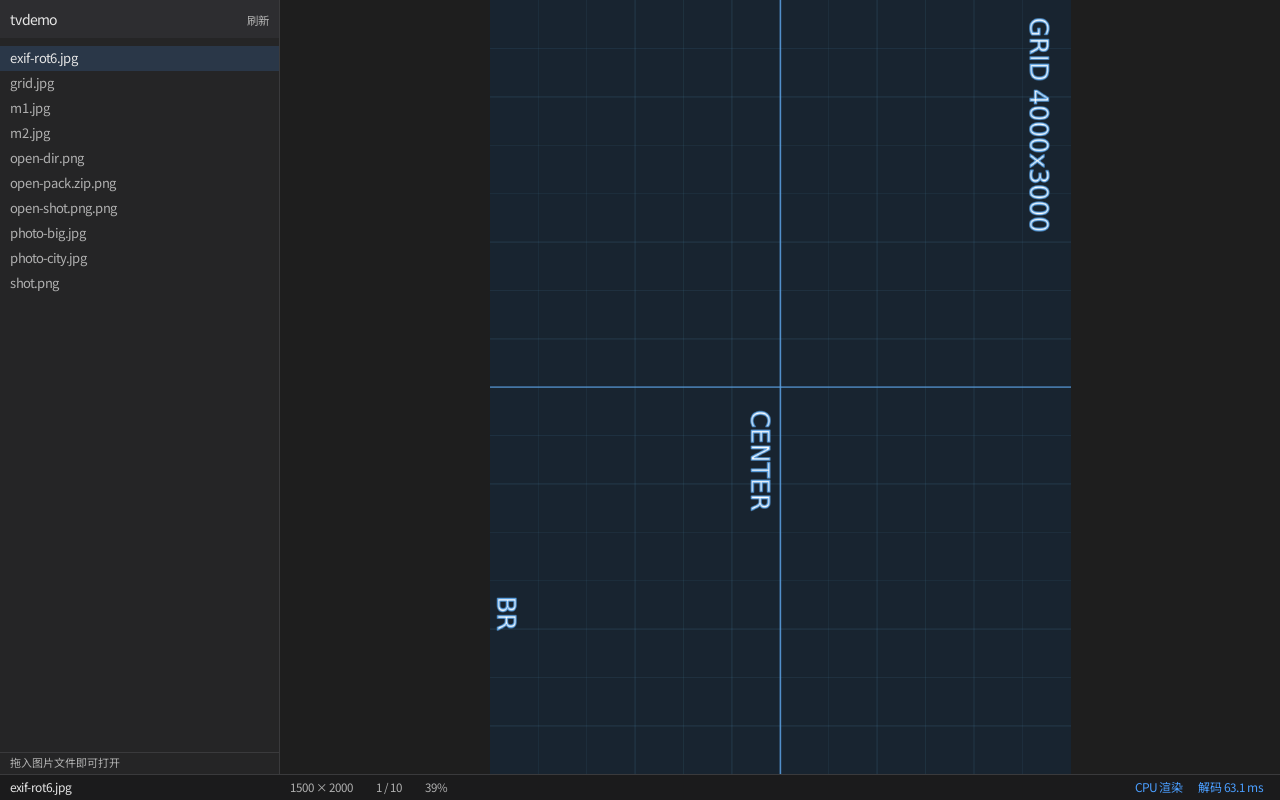 tvdemo
刷新
exif-rot6.jpg
grid.jpg
m1.jpg
m2.jpg
open-dir.png
open-pack.zip.png
open-shot.png.png
photo-big.jpg
photo-city.jpg
shot.png
拖入图片文件即可打开
GRID 4000x3000
CENTER
BR
exif-rot6.jpg
1500 × 2000
1 / 10
39%
CPU 渲染
解码 63.1 ms